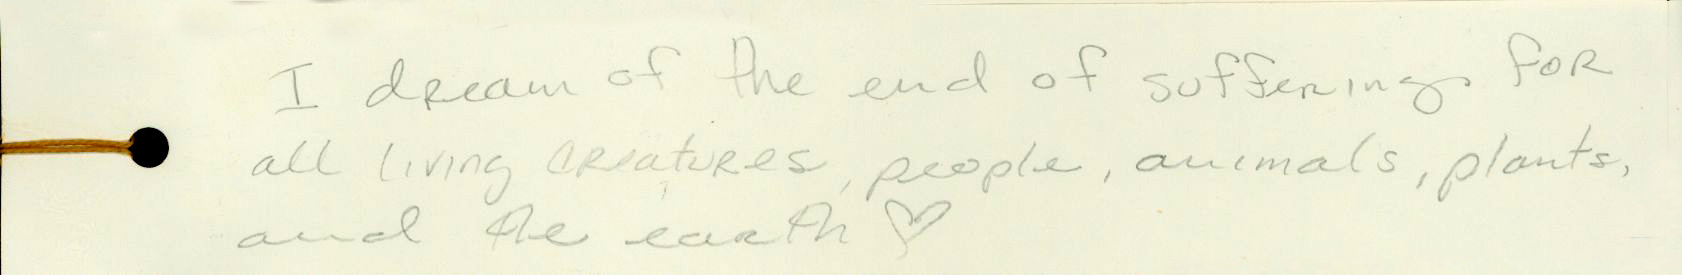 I dream of the end of suffering for
all living creatures, people, animals, plants,
and the earth ♡